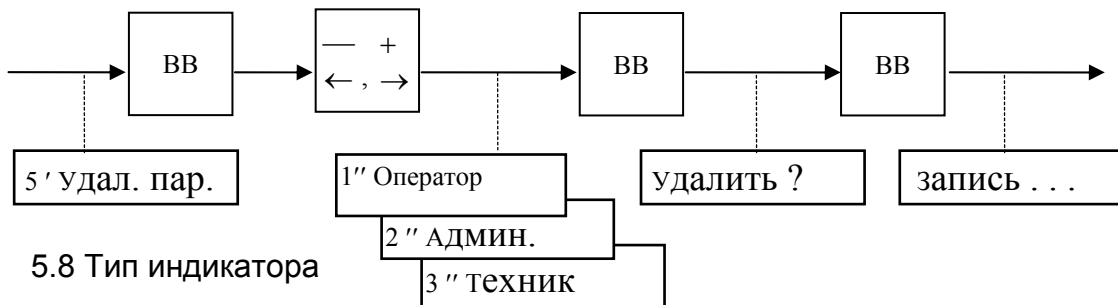 ВВ
— +
← , →
ВВ
ВВ
5 ' Удал. пар.
1'' Оператор
Удалить ?
запись . . .
2 '' Админ.
5.8 Тип индикатора
3 '' Техник